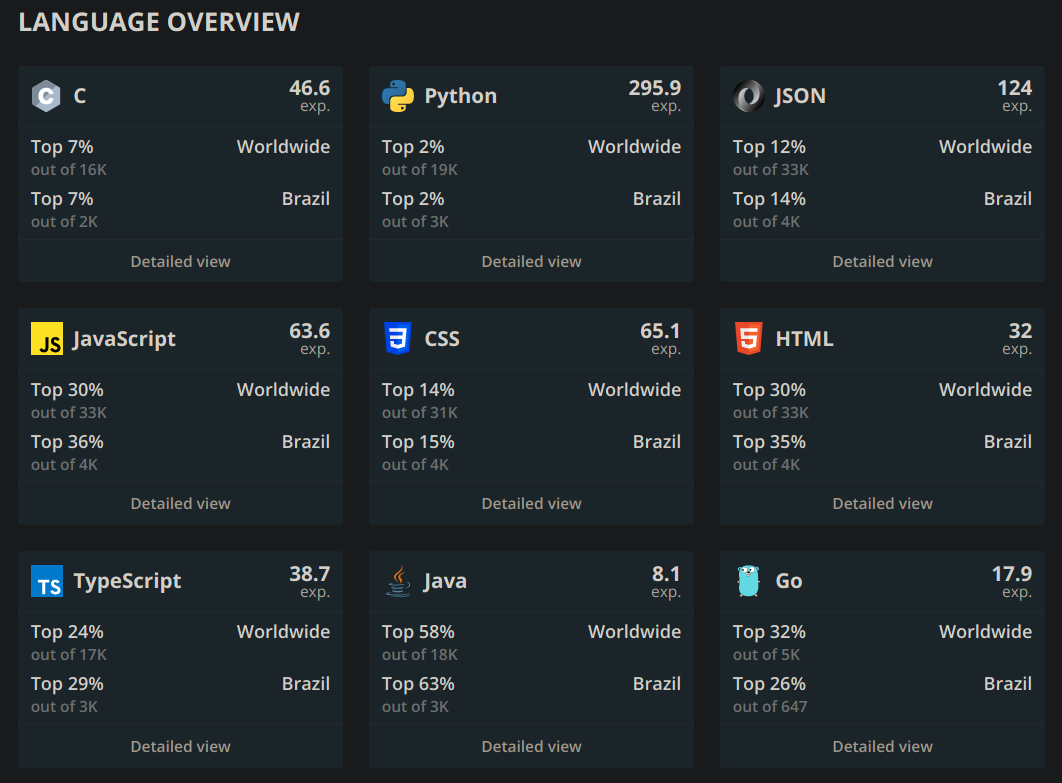 LANGUAGE OVERVIEW
C
46.6
exp.
Top 7% Worldwide
out of 16K
Top 7% Brazil
out of 2K
Detailed view
Python
295.9
exp.
Top 2% Worldwide
out of 19K
Top 2% Brazil
out of 3K
Detailed view
JSON
124
exp.
Top 12% Worldwide
out of 33K
Top 14% Brazil
out of 4K
Detailed view
JS
JavaScript
63.6
exp.
Top 30% Worldwide
out of 33K
Top 36% Brazil
out of 4K
Detailed view
3
CSS
65.1
exp.
Top 14% Worldwide
out of 31K
Top 15% Brazil
out of 4K
Detailed view
5
HTML
32
exp.
Top 30% Worldwide
out of 33K
Top 35% Brazil
out of 4K
Detailed view
TS
TypeScript
38.7
exp.
Top 24% Worldwide
out of 17K
Top 29% Brazil
out of 3K
Detailed view
Java
8.1
exp.
Top 58% Worldwide
out of 18K
Top 63% Brazil
out of 3K
Detailed view
Go
17.9
exp.
Top 32% Worldwide
out of 5K
Top 26% Brazil
out of 647
Detailed view